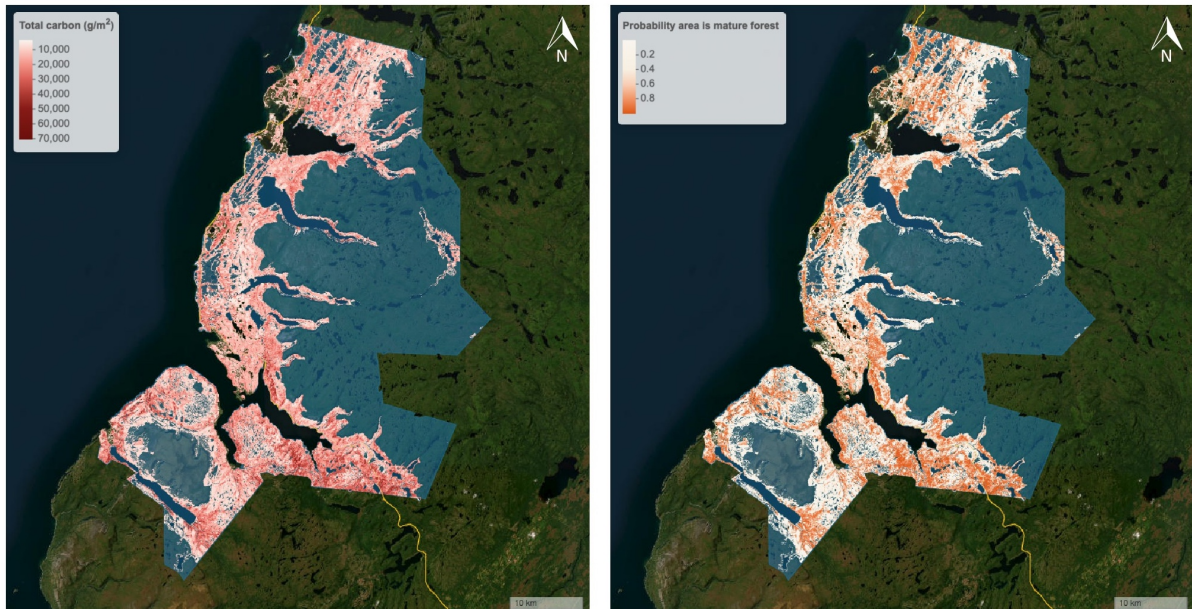 Total carbon (g/m²)
10,000
20,000
30,000
40,000
50,000
60,000
70,000
N
10 km
Probability area is mature forest
0.2
0.4
0.6
0.8
N
10 km